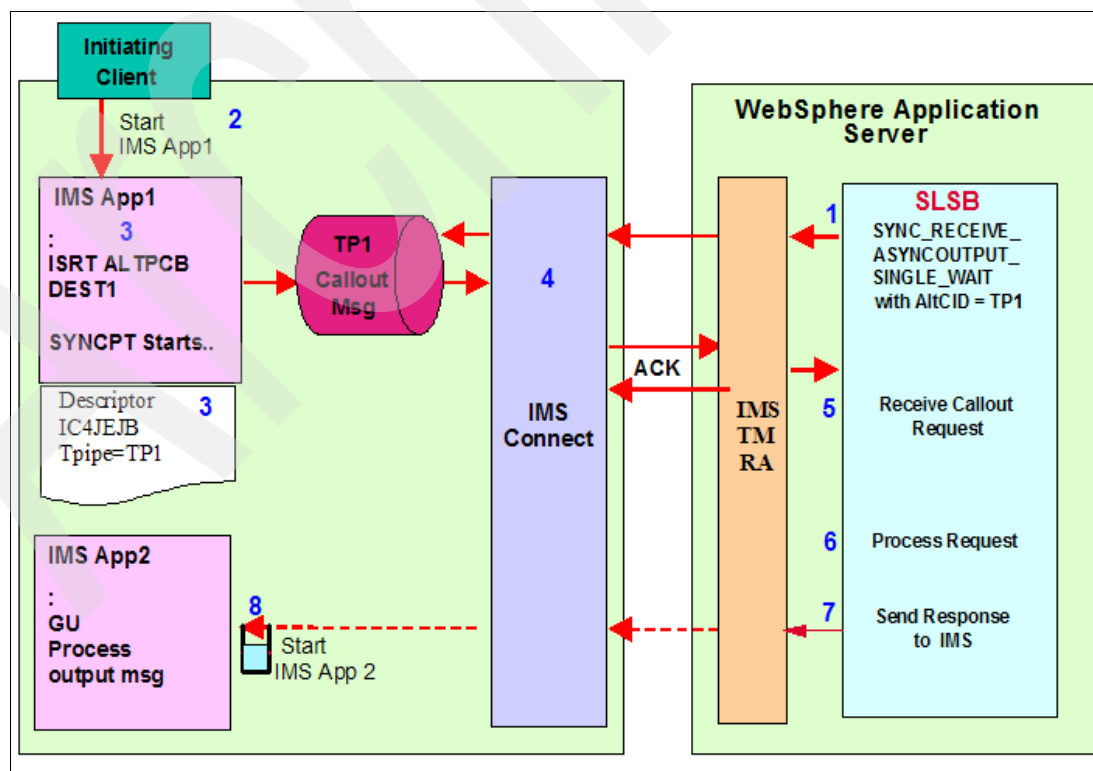 Initiating
Client
Start
IMS App1
2
IMS App1
:
3
ISRT ALTPCB
DEST1
SYNCPT Starts..
Descriptor
IC4JEJB
Tpipe=TP1
3
TP1
Callout
Msg
4
IMS
Connect
ACK
IMS App2
:
GU
Process
output msg
8
Start
IMS App 2
WebSphere Application
Server
IMS
TM
RA
SLSB
1
SYNC_RECEIVE_
ASYNCOUTPUT_
SINGLE_WAIT
with AltCID = TP1
5
Receive Callout
Request
6
Process Request
7
Send Response
to IMS